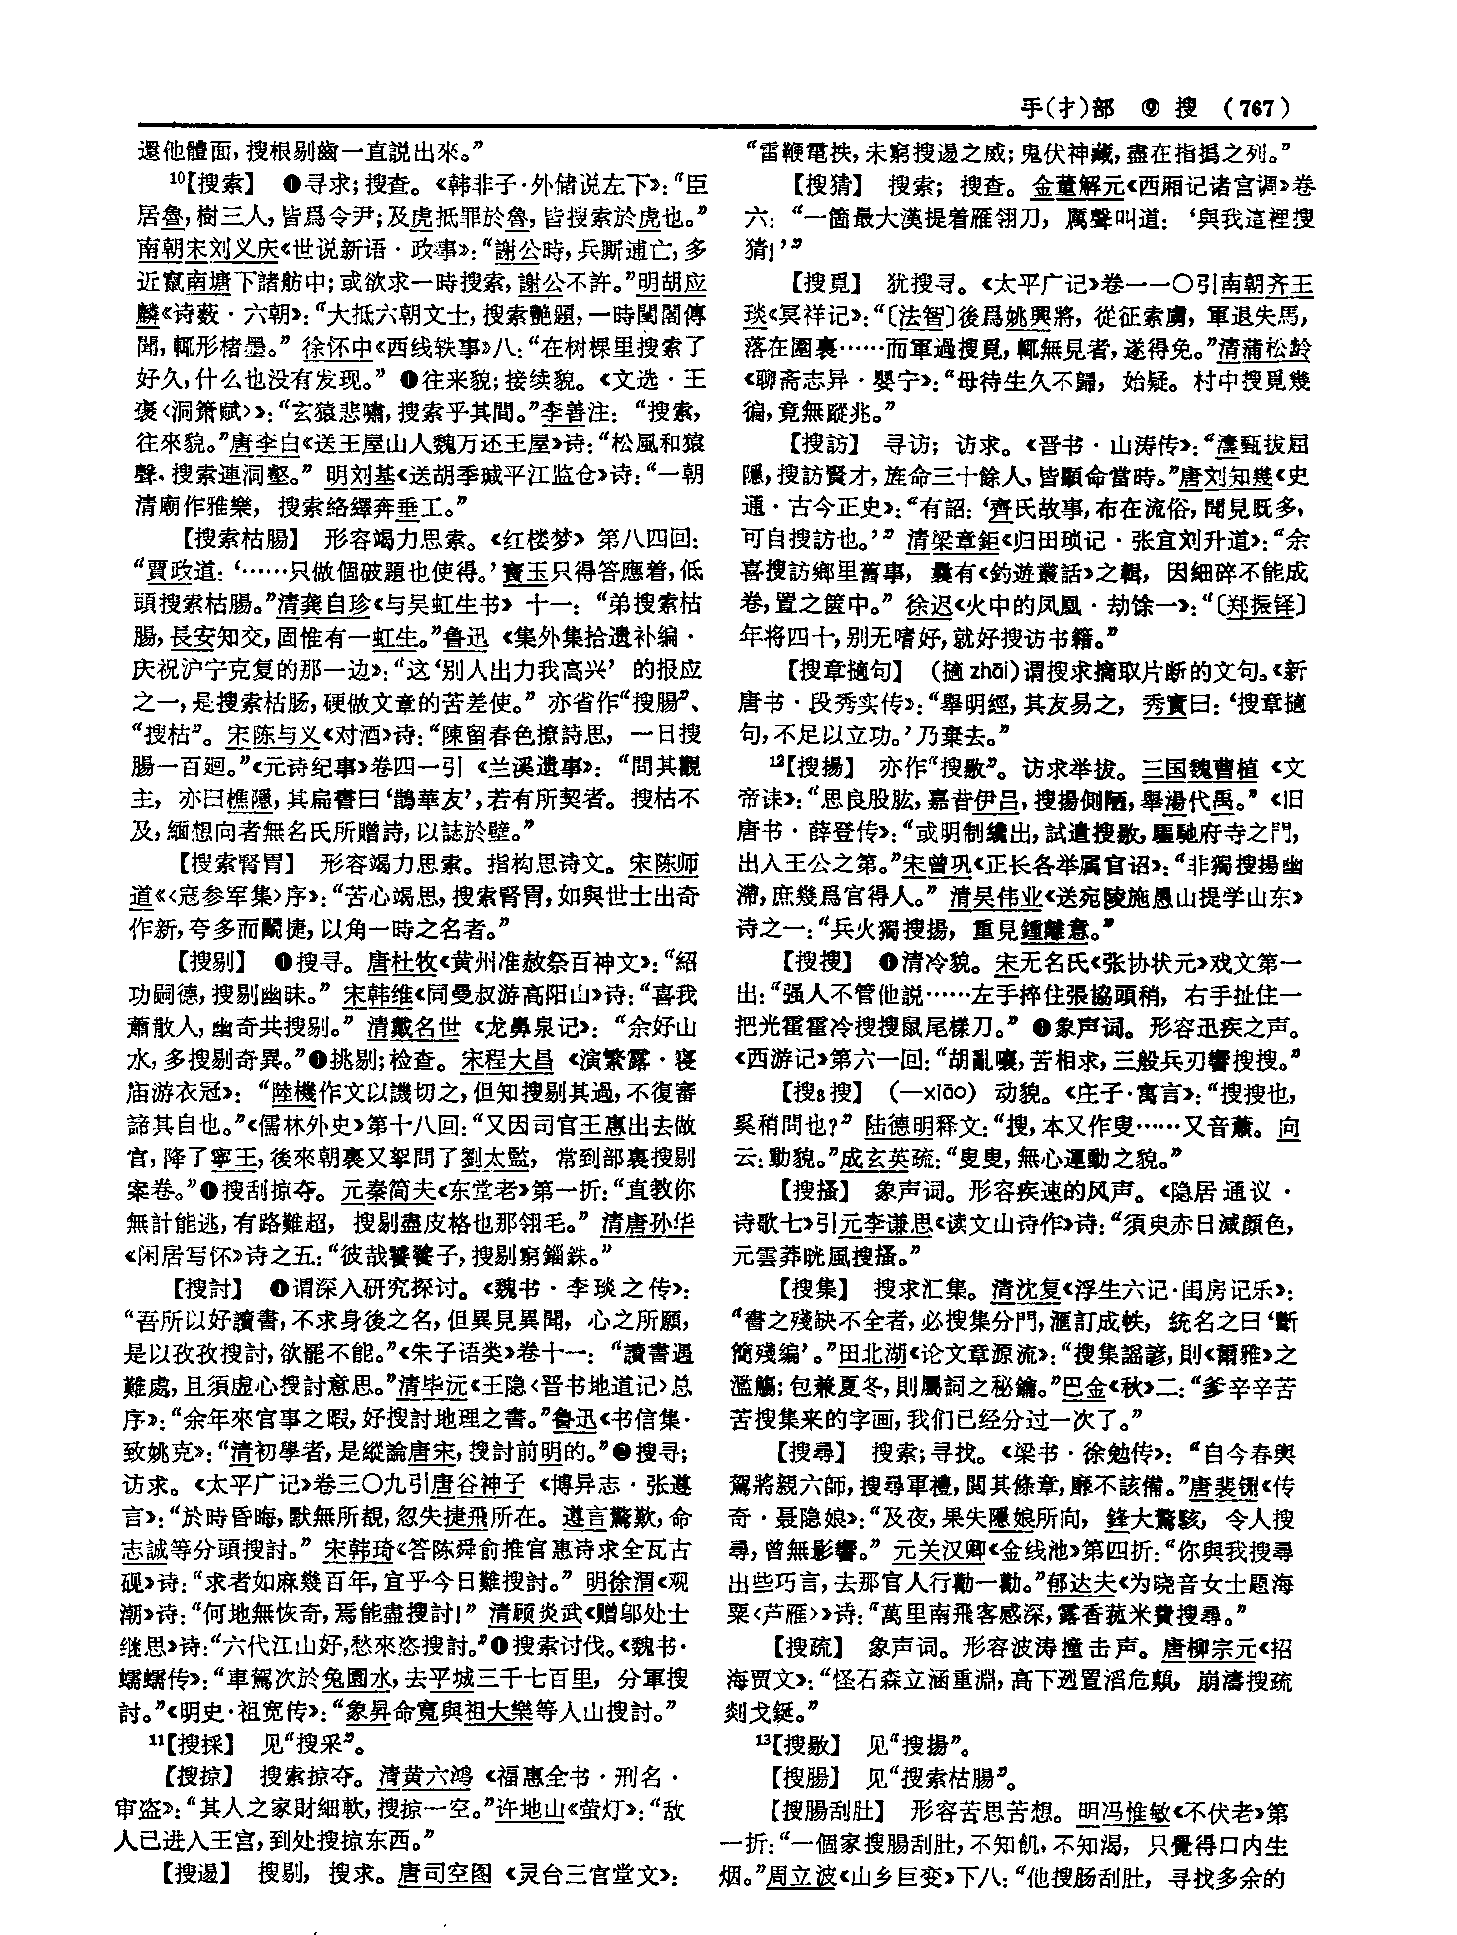 手(扌)部 ⑨ 搜 (767)
還他體面，搜根剔齒一直説出來。”
10【搜索】 ❶寻求；搜查。《韩非子·外储说左下》：“臣
居魯，樹三人，皆爲令尹；及虎抵罪於魯，皆搜索於虎也。”
南朝宋刘义庆《世说新语·政事》：“謝公時，兵厮逋亡，多
近竄南塘下諸舫中；或欲求一時搜索，謝公不許。”明胡应
麟《诗薮·六朝》：“大抵六朝文士，搜索艷題，一時閭閻傳
聞，輒形楮墨。” 徐怀中《西线轶事》八：“在树棵里搜索了
好久，什么也没有发现。” ❷往来貌；接续貌。《文选·王
褒〈洞箫赋〉》：“玄猿悲嘯，搜索乎其間。”李善注：“搜索，
往來貌。”唐李白《送王屋山人魏万还王屋》诗：“松風和猿
聲，搜索連洞壑。” 明刘基《送胡季瑊平江监仓》诗：“一朝
清廟作雅樂，搜索絡繹奔垂工。”
【搜索枯腸】 形容竭力思索。《红楼梦》第八四回：
“賈政道：‘……只做個破題也使得。’寶玉只得答應着，低
頭搜索枯腸。”清龚自珍《与吴虹生书》十一：“弟搜索枯
腸，長安知交，固惟有一虹生。”鲁迅《集外集拾遗补编·
庆祝沪宁克复的那一边》：“这‘别人出力我高兴’的报应
之一，是搜索枯肠，硬做文章的苦差使。” 亦省作“搜腸”、
“搜枯”。宋陈与义《对酒》诗：“陳留春色撩詩思，一日搜
腸一百廻。”《元诗纪事》卷四一引《兰溪遗事》：“問其觀
主，亦曰樵隱，其扁書曰‘鵲華友’，若有所契者。搜枯不
及，緬想向者無名氏所贈詩，以誌於壁。”
【搜索腎胃】 形容竭力思索。指构思诗文。宋陈师
道《〈寇参军集〉序》：“苦心竭思，搜索腎胃，如與世士出奇
作新，夸多而鬭捷，以角一時之名者。”
【搜剔】 ❶搜寻。唐杜牧《黄州准赦祭百神文》：“紹
功嗣德，搜剔幽昧。” 宋韩维《同曼叔游高阳山》诗：“喜我
蕭散人，幽奇共搜剔。” 清戴名世《龙鼻泉记》：“余好山
水，多搜剔奇異。”❷挑剔；检查。宋程大昌《演繁露·寝
庙游衣冠》：“陸機作文以譏切之，但知搜剔其過，不復審
諦其自也。”《儒林外史》第十八回：“又因司官王惠出去做
官，降了寧王，後來朝裏又拏問了劉太監，常到部裏搜剔
案卷。”❸搜刮掠夺。元秦简夫《东堂老》第一折：“直教你
無計能逃，有路難超，搜剔盡皮格也那翎毛。” 清唐孙华
《闲居写怀》诗之五：“彼哉饕餮子，搜剔窮錙銖。”
【搜討】 ❶谓深入研究探讨。《魏书·李琰之传》：
“吾所以好讀書，不求身後之名，但異見異聞，心之所願，
是以孜孜搜討，欲罷不能。”《朱子语类》卷十一：“讀書遇
難處，且須虚心搜討意思。”清毕沅《王隐〈晋书地道记〉总
序》：“余年來官事之暇，好搜討地理之書。”鲁迅《书信集·
致姚克》：“清初學者，是縱論唐宋，搜討前明的。”❷搜寻；
访求。《太平广记》卷三〇九引唐谷神子《博异志·张遵
言》：“於時昏晦，默無所覩，忽失捷飛所在。遵言驚歎，命
志誠等分頭搜討。” 宋韩琦《答陈舜俞推官惠诗求全瓦古
砚》诗：“求者如麻幾百年，宜乎今日難搜討。” 明徐渭《观
潮》诗：“何地無恢奇，焉能盡搜討！” 清顾炎武《赠邬处士
继思》诗：“六代江山好，愁來恣搜討。”❸搜索讨伐。《魏书·
蠕蠕传》：“車駕次於兔園水，去平城三千七百里，分軍搜
討。”《明史·祖宽传》：“象昇命寬與祖大樂等入山搜討。”
11【搜採】 见“搜采”。
【搜掠】 搜索掠夺。清黄六鸿《福惠全书·刑名·
审盗》：“其人之家財細軟，搜掠一空。”许地山《萤灯》：“敌
人已进入王宫，到处搜掠东西。”
【搜逷】 搜剔，搜求。唐司空图《灵台三官堂文》：
“雷鞭電抶，未窮搜逷之威；鬼伏神藏，盡在指撝之列。”
【搜猜】 搜索；搜查。金董解元《西厢记诸宫调》卷
六：“一箇最大漢提着雁翎刀，厲聲叫道：‘與我這裡搜
猜！’”
【搜覓】 犹搜寻。《太平广记》卷一一〇引南朝齐王
琰《冥祥记》：“〔法智〕後爲姚興將，從征索虜，軍退失馬，
落在圍裏……而軍過搜覓，輒無見者，遂得免。”清蒲松龄
《聊斋志异·婴宁》：“母待生久不歸，始疑。村中搜覓幾
徧，竟無蹤兆。”
【搜訪】 寻访；访求。《晋书·山涛传》：“濤甄拔屈
隱，搜訪賢才，旌命三十餘人，皆顯命當時。”唐刘知幾《史
通·古今正史》：“有詔：‘齊氏故事，布在流俗，聞見既多，
可自搜訪也。’” 清梁章鉅《归田琐记·张宜刘升道》：“余
喜搜訪鄉里舊事，曩有《釣遊叢話》之輯，因細碎不能成
卷，置之篋中。” 徐迟《火中的凤凰·劫馀一》：“〔郑振铎〕
年将四十，别无嗜好，就好搜访书籍。”
【搜章擿句】 （擿 zhāi）谓搜求摘取片断的文句。《新
唐书·段秀实传》：“舉明經，其友易之，秀實曰：‘搜章擿
句，不足以立功。’乃棄去。”
12【搜揚】 亦作“搜敭”。访求举拔。三国魏曹植《文
帝诔》：“思良股肱，嘉昔伊吕，搜揚側陋，舉湯代禹。”《旧
唐书·薛登传》：“或明制纔出，試遣搜敭，驅馳府寺之門，
出入王公之第。”宋曾巩《正长各举属官诏》：“非獨搜揚幽
滯，庶幾爲官得人。” 清吴伟业《送宛陵施愚山提学山东》
诗之一：“兵火獨搜揚，重見鍾離意。”
【搜搜】 ❶清冷貌。宋无名氏《张协状元》戏文第一
出：“强人不管他説……左手捽住張協頭稍，右手扯住一
把光霍霍冷搜搜鼠尾樣刀。” ❷象声词。形容迅疾之声。
《西游记》第六一回：“胡亂嚷，苦相求，三般兵刃響搜搜。”
【搜8搜】 （—xiāo） 动貌。《庄子·寓言》：“搜搜也，
奚稍問也？” 陆德明释文：“搜，本又作叟……又音蕭。向
云：動貌。”成玄英疏：“叟叟，無心運動之貌。”
【搜搔】 象声词。形容疾速的风声。《隐居通议·
诗歌七》引元李谦思《读文山诗作》诗：“須臾赤日減顔色，
元雲莽晄風搜搔。”
【搜集】 搜求汇集。清沈复《浮生六记·闺房记乐》：
“書之殘缺不全者，必搜集分門，滙訂成帙，统名之曰‘斷
簡殘编’。”田北湖《论文章源流》：“搜集謡諺，則《爾雅》之
濫觴；包兼夏冬，則屬詞之秘鑰。”巴金《秋》二：“爹辛辛苦
苦搜集来的字画，我们已经分过一次了。”
【搜尋】 搜索；寻找。《梁书·徐勉传》：“自今春輿
駕將親六師，搜尋軍禮，閲其條章，靡不該備。”唐裴铏《传
奇·聂隐娘》：“及夜，果失隱娘所向，鋒大驚駭，令人搜
尋，曾無影響。” 元关汉卿《金线池》第四折：“你與我搜尋
出些巧言，去那官人行勸一勸。”郁达夫《为晓音女士题海
粟〈芦雁〉》诗：“萬里南飛客感深，露香菰米費搜尋。”
【搜疏】 象声词。形容波涛撞击声。唐柳宗元《招
海贾文》：“怪石森立涵重淵，高下迾置滔危顛，崩濤搜疏
剡戈鋋。”
13【搜敭】 见“搜揚”。
【搜腸】 见“搜索枯腸”。
【搜腸刮肚】 形容苦思苦想。明冯惟敏《不伏老》第
一折：“一個家搜腸刮肚，不知飢，不知渴，只覺得口内生
烟。”周立波《山乡巨变》下八：“他搜肠刮肚，寻找多余的